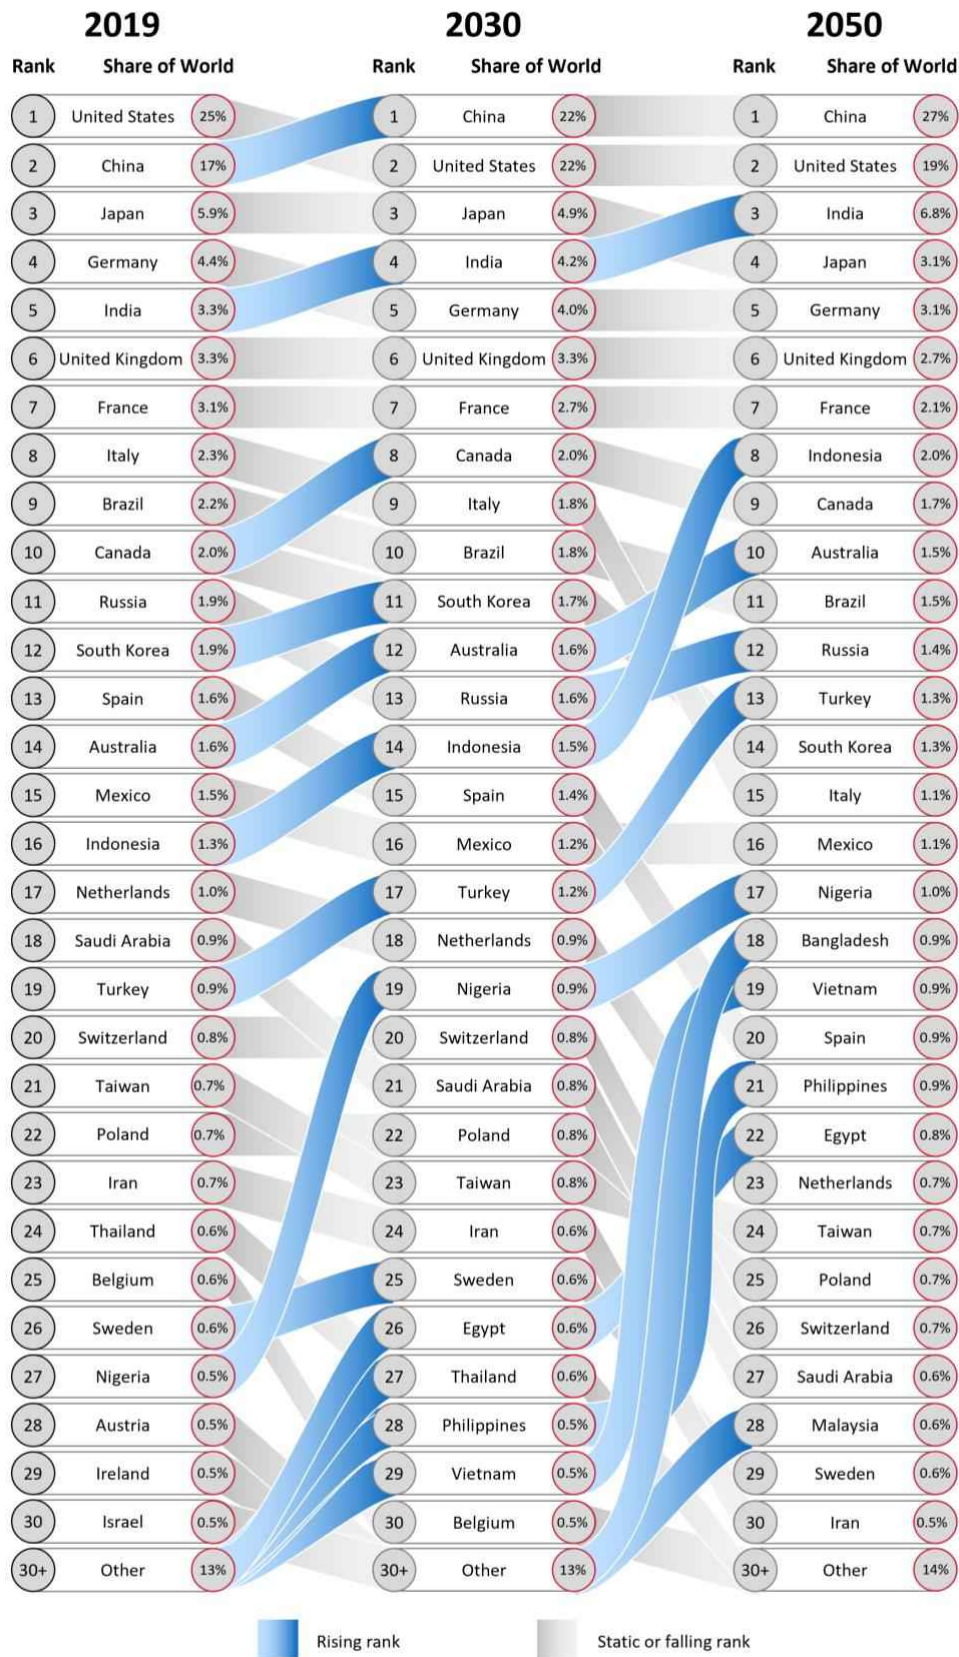 2019 2030 2050
Rank Share of World Rank Share of World Rank Share of World
1 United States 25% 1 China 22% 1 China 27%
2 China 17% 2 United States 22% 2 United States 19%
3 Japan 5.9% 3 Japan 4.9% 3 India 6.8%
4 Germany 4.4% 4 India 4.2% 4 Japan 3.1%
5 India 3.3% 5 Germany 4.0% 5 Germany 3.1%
6 United Kingdom 3.3% 6 United Kingdom 3.3% 6 United Kingdom 2.7%
7 France 3.1% 7 France 2.7% 7 France 2.1%
8 Italy 2.3% 8 Canada 2.0% 8 Indonesia 2.0%
9 Brazil 2.2% 9 Italy 1.8% 9 Canada 1.7%
10 Canada 2.0% 10 Brazil 1.8% 10 Australia 1.5%
11 Russia 1.9% 11 South Korea 1.7% 11 Brazil 1.5%
12 South Korea 1.9% 12 Australia 1.6% 12 Russia 1.4%
13 Spain 1.6% 13 Russia 1.6% 13 Turkey 1.3%
14 Australia 1.6% 14 Indonesia 1.5% 14 South Korea 1.3%
15 Mexico 1.5% 15 Spain 1.4% 15 Italy 1.1%
16 Indonesia 1.3% 16 Mexico 1.2% 16 Mexico 1.1%
17 Netherlands 1.0% 17 Turkey 1.2% 17 Nigeria 1.0%
18 Saudi Arabia 0.9% 18 Netherlands 0.9% 18 Bangladesh 0.9%
19 Turkey 0.9% 19 Nigeria 0.9% 19 Vietnam 0.9%
20 Switzerland 0.8% 20 Switzerland 0.8% 20 Spain 0.9%
21 Taiwan 0.7% 21 Saudi Arabia 0.8% 21 Philippines 0.9%
22 Poland 0.7% 22 Poland 0.8% 22 Egypt 0.8%
23 Iran 0.7% 23 Taiwan 0.8% 23 Netherlands 0.7%
24 Thailand 0.6% 24 Iran 0.6% 24 Taiwan 0.7%
25 Belgium 0.6% 25 Sweden 0.6% 25 Poland 0.7%
26 Sweden 0.6% 26 Egypt 0.6% 26 Switzerland 0.7%
27 Nigeria 0.5% 27 Thailand 0.6% 27 Saudi Arabia 0.6%
28 Austria 0.5% 28 Philippines 0.5% 28 Malaysia 0.6%
29 Ireland 0.5% 29 Vietnam 0.5% 29 Sweden 0.6%
30 Israel 0.5% 30 Belgium 0.5% 30 Iran 0.5%
30+ Other 13% 30+ Other 13% 30+ Other 14%
Rising rank Static or falling rank